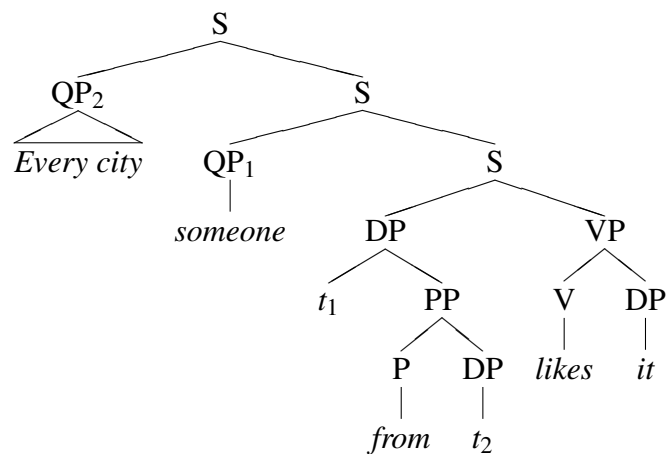 S
QP₂ S
Every city QP₁ S
someone DP VP
t₁ PP V DP
P DP likes it
from t₂